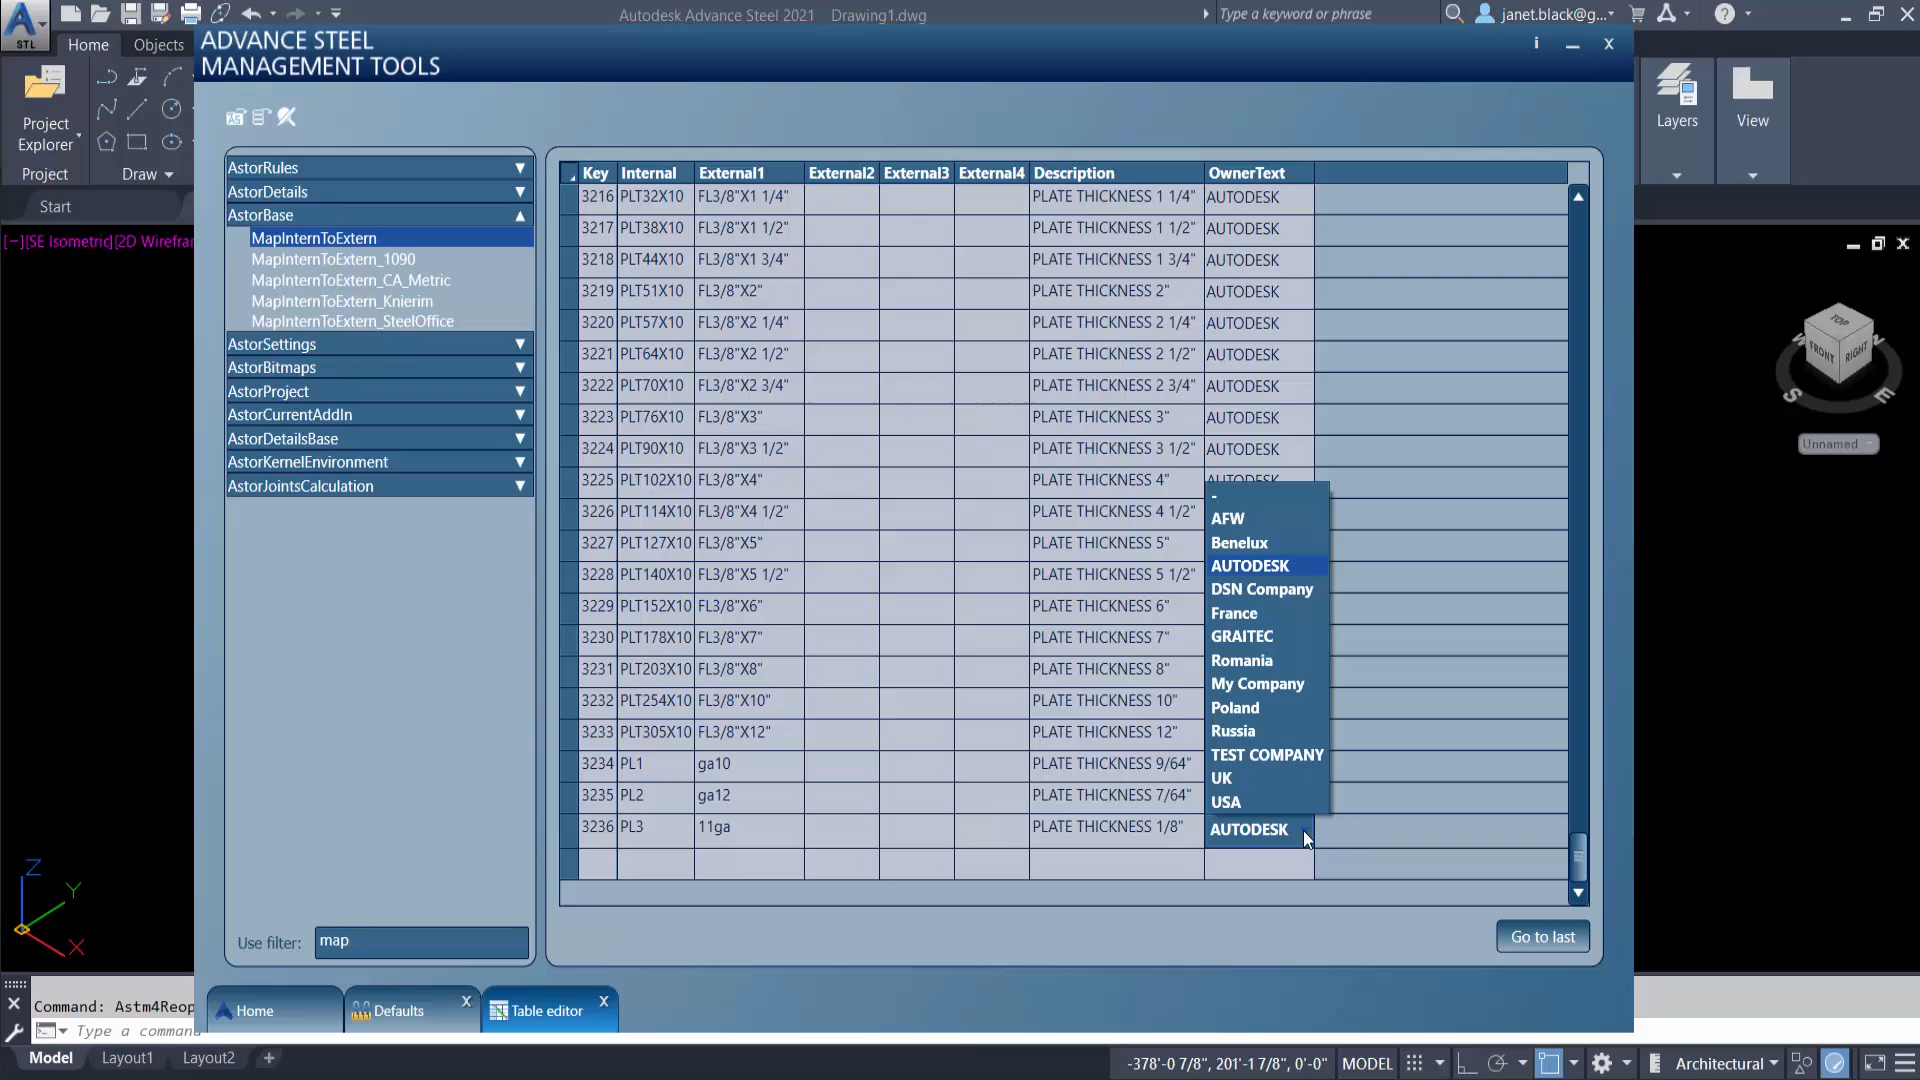 Autodesk Advance Steel 2021 Drawing1.dwg
Type a keyword or phrase
janet.black@g...
STL
Home Objects
ADVANCE STEEL
MANAGEMENT TOOLS
Project
Explorer
Project
Draw
Layers
View
Start
[−][SE Isometric][2D Wirefra
AstorRules
AstorDetails
AstorBase
MapInternToExtern
MapInternToExtern_1090
MapInternToExtern_CA_Metric
MapInternToExtern_Knierim
MapInternToExtern_SteelOffice
AstorSettings
AstorBitmaps
AstorProject
AstorCurrentAddIn
AstorDetailsBase
AstorKernelEnvironment
AstorJointsCalculation
Use filter: map
Key Internal External1 External2 External3 External4 Description OwnerText
3216 PLT32X10 FL3/8"X1 1/4" PLATE THICKNESS 1 1/4" AUTODESK
3217 PLT38X10 FL3/8"X1 1/2" PLATE THICKNESS 1 1/2" AUTODESK
3218 PLT44X10 FL3/8"X1 3/4" PLATE THICKNESS 1 3/4" AUTODESK
3219 PLT51X10 FL3/8"X2" PLATE THICKNESS 2" AUTODESK
3220 PLT57X10 FL3/8"X2 1/4" PLATE THICKNESS 2 1/4" AUTODESK
3221 PLT64X10 FL3/8"X2 1/2" PLATE THICKNESS 2 1/2" AUTODESK
3222 PLT70X10 FL3/8"X2 3/4" PLATE THICKNESS 2 3/4" AUTODESK
3223 PLT76X10 FL3/8"X3" PLATE THICKNESS 3" AUTODESK
3224 PLT90X10 FL3/8"X3 1/2" PLATE THICKNESS 3 1/2" AUTODESK
3225 PLT102X10 FL3/8"X4" PLATE THICKNESS 4" AUTODESK
3226 PLT114X10 FL3/8"X4 1/2" PLATE THICKNESS 4 1/2"
3227 PLT127X10 FL3/8"X5" PLATE THICKNESS 5"
3228 PLT140X10 FL3/8"X5 1/2" PLATE THICKNESS 5 1/2"
3229 PLT152X10 FL3/8"X6" PLATE THICKNESS 6"
3230 PLT178X10 FL3/8"X7" PLATE THICKNESS 7"
3231 PLT203X10 FL3/8"X8" PLATE THICKNESS 8"
3232 PLT254X10 FL3/8"X10" PLATE THICKNESS 10"
3233 PLT305X10 FL3/8"X12" PLATE THICKNESS 12"
3234 PL1 ga10 PLATE THICKNESS 9/64"
3235 PL2 ga12 PLATE THICKNESS 7/64"
3236 PL3 11ga PLATE THICKNESS 1/8" AUTODESK
-
AFW
Benelux
AUTODESK
DSN Company
France
GRAITEC
Romania
My Company
Poland
Russia
TEST COMPANY
UK
USA
Go to last
TOP
FRONT
RIGHT
W
N
S
E
Unnamed
Z
Y
X
Home Defaults Table editor
Command: Astm4Reop
Type a command
Model Layout1 Layout2
-378'-0 7/8", 201'-1 7/8", 0'-0" MODEL Architectural